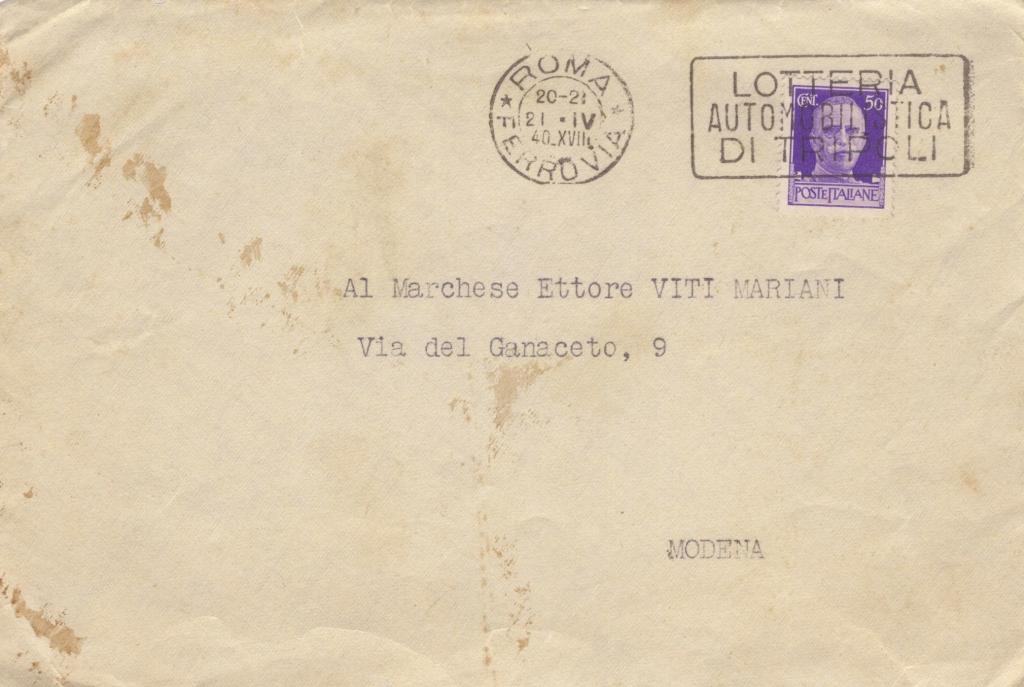 ROMA
20-21
21 · IV
40.XVIII
FERROVIA
LOTTERIA
AUTOMOBILISTICA
DI TRIPOLI
CENT. 50
POSTE ITALIANE
Al Marchese Ettore VITI MARIANI
Via del Ganaceto, 9
MODENA